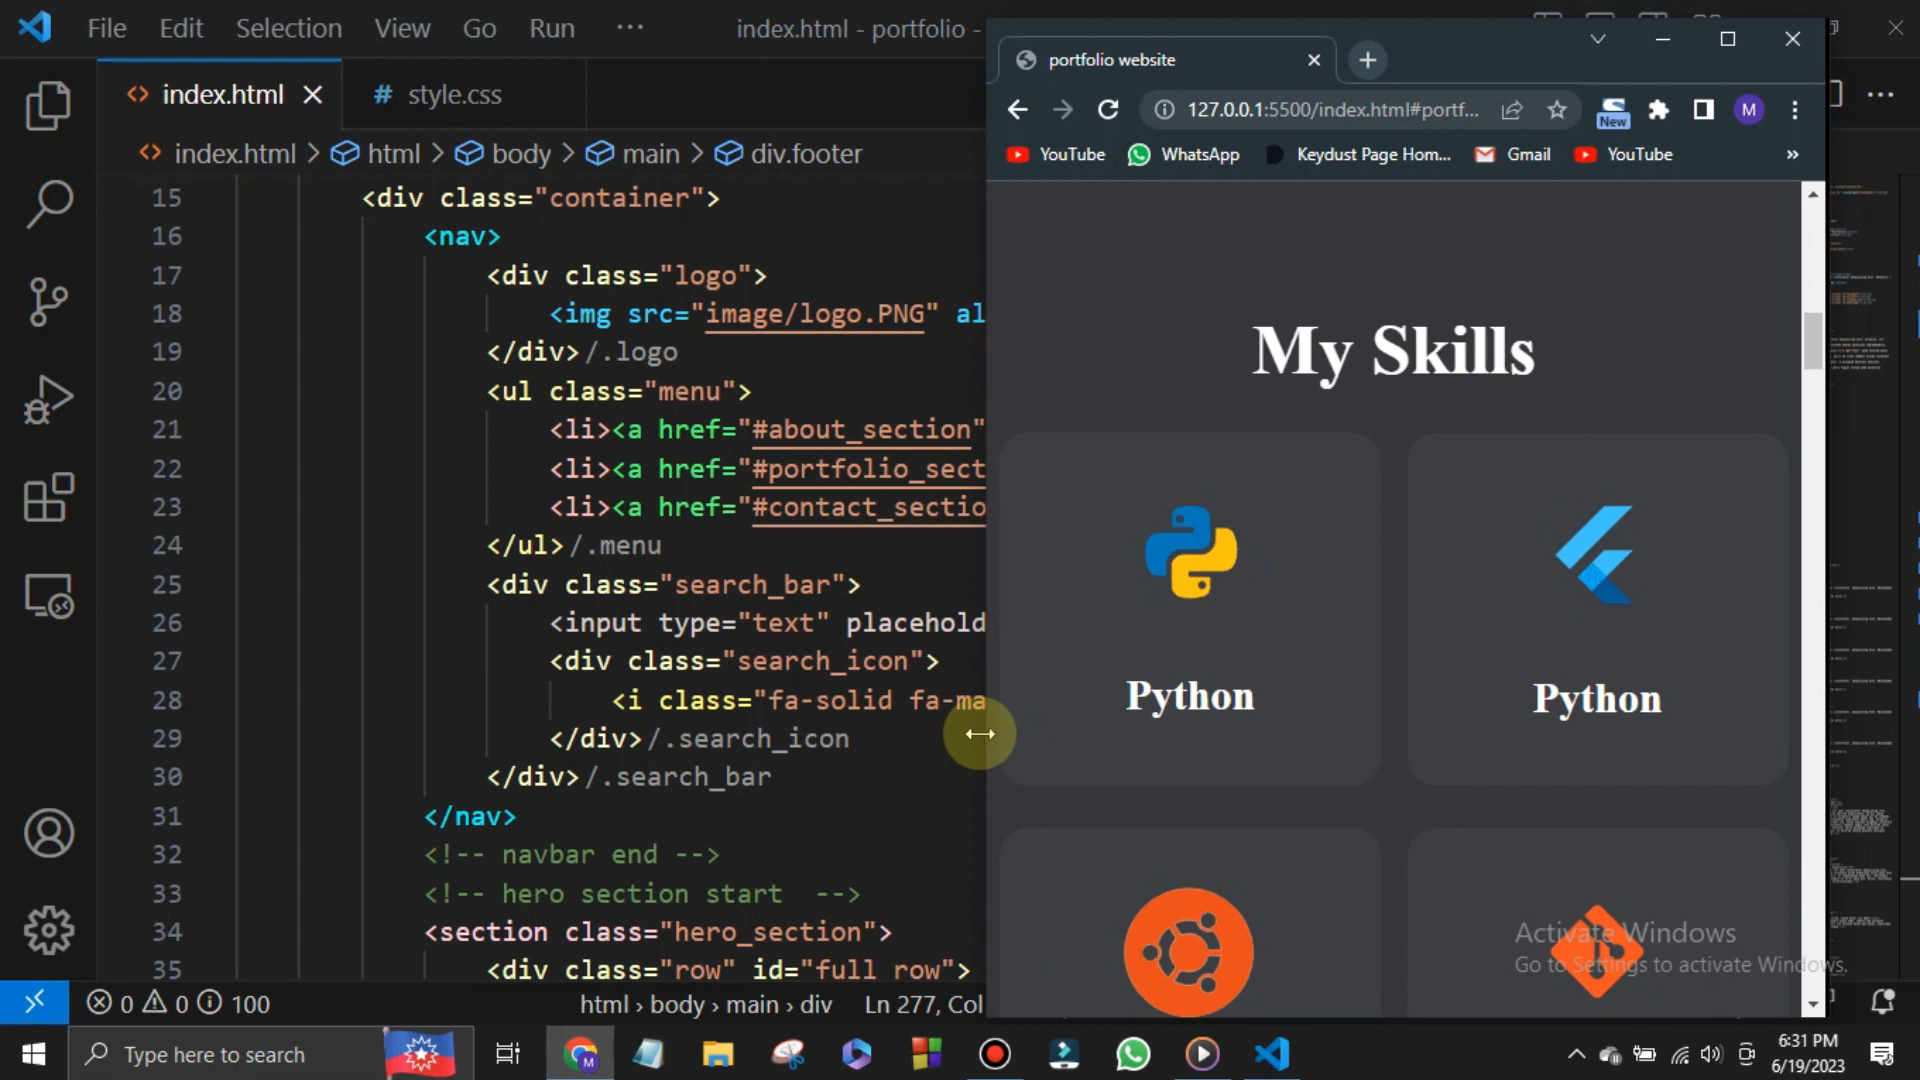 File Edit Selection View Go Run ···
index.html - portfolio -
index.html
# style.css
index.html > html > body > main > div.footer
15 <div class="container">
16 <nav>
17 <div class="logo">
18 <img src="image/logo.PNG" al
19 </div>/.logo
20 <ul class="menu">
21 <li><a href="#about_section"
22 <li><a href="#portfolio_sect
23 <li><a href="#contact_sectio
24 </ul>/.menu
25 <div class="search_bar">
26 <input type="text" placehold
27 <div class="search_icon">
28 <i class="fa-solid fa-ma
29 </div>/.search_icon
30 </div>/.search_bar
31 </nav>
32 <!-- navbar end -->
33 <!-- hero section start  -->
34 <section class="hero_section">
35 <div class="row" id="full_row">
0 0 100
html > body > main > div
Ln 277, Col
portfolio website
127.0.0.1:5500/index.html#portf...
New
M
YouTube WhatsApp Keydust Page Hom... Gmail YouTube »
My Skills
Python
Python
Activate Windows
Go to Settings to activate Windows.
Type here to search
M
6:31 PM
6/19/2023